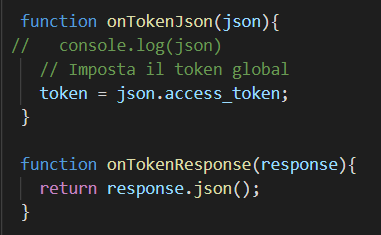 function onTokenJson(json){
//   console.log(json)
  // Imposta il token global
  token = json.access_token;
}

function onTokenResponse(response){
  return response.json();
}